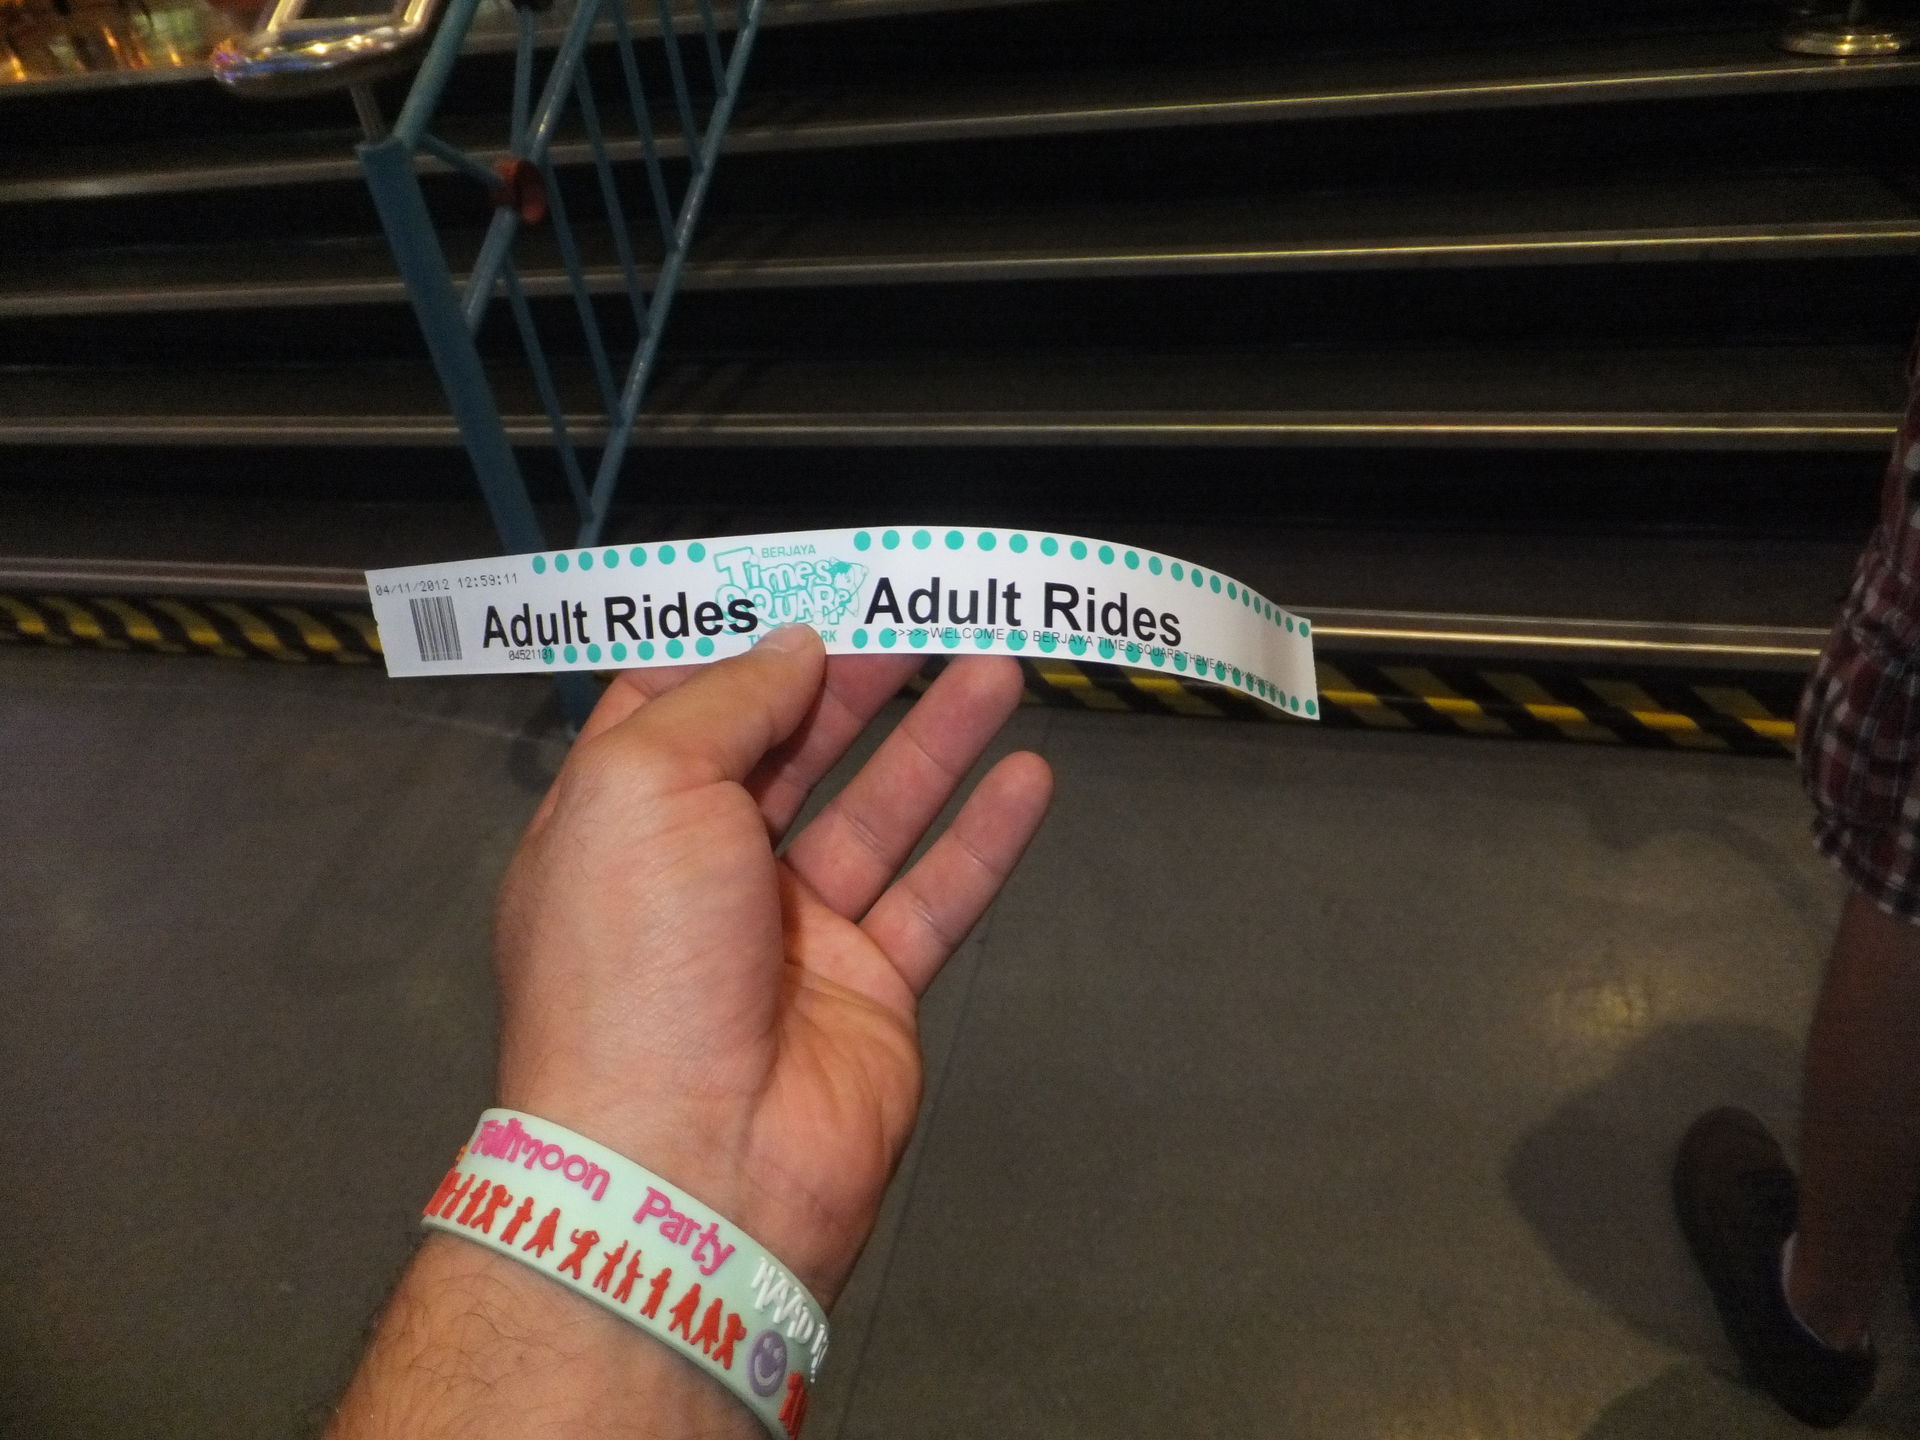 04/11/2012 12:59:11
Adult Rides
04521131
BERJAYA
Times
SQUARE
Adult Rides
>>>>>WELCOME TO BERJAYA TIMES SQUARE THEME PARK
Fullmoon Party
HAAD